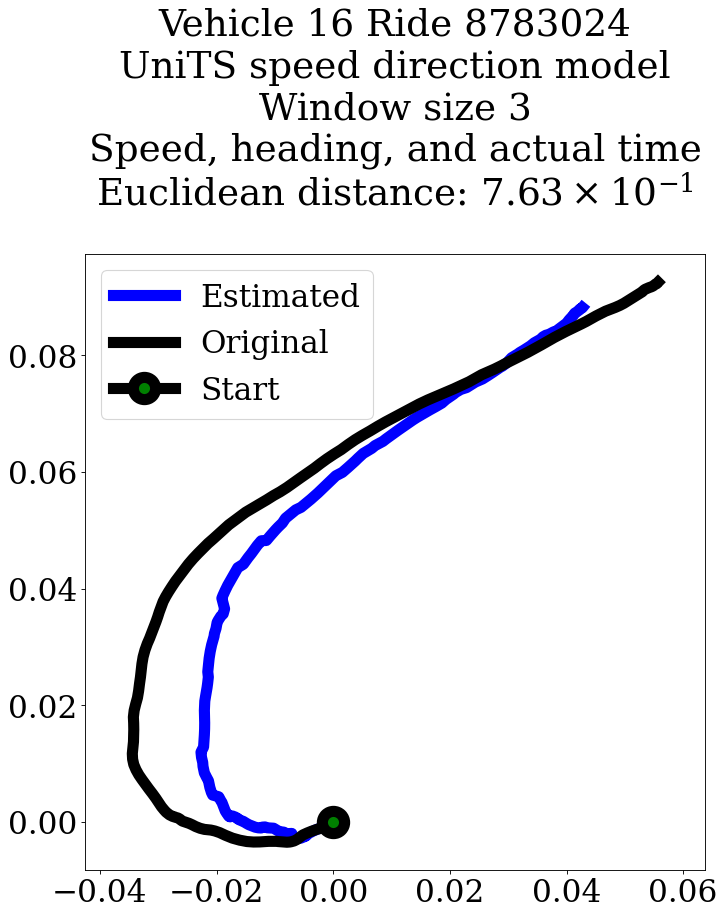 Vehicle 16 Ride 8783024
UniTS speed direction model
Window size 3
Speed, heading, and actual time
Euclidean distance: 7.63 × 10⁻¹
Estimated
Original
Start
0.08
0.06
0.04
0.02
0.00
−0.04 −0.02 0.00 0.02 0.04 0.06